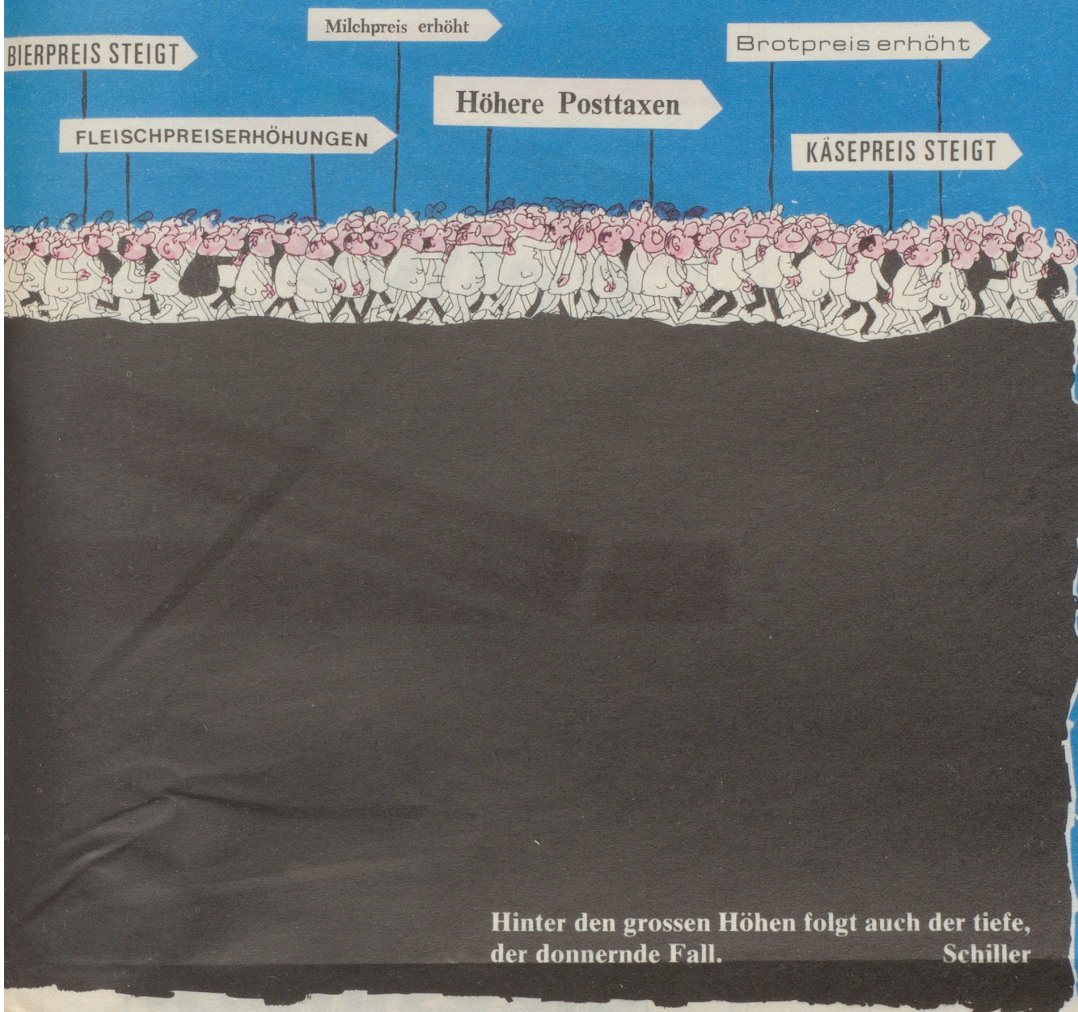 Milchpreis erhöht
BIERPREIS STEIGT
Brotpreis erhöht
Höhere Posttaxen
FLEISCHPREISERHÖHUNGEN
KÄSEPREIS STEIGT
Hinter den grossen Höhen folgt auch der tiefe,
der donnernde Fall. Schiller